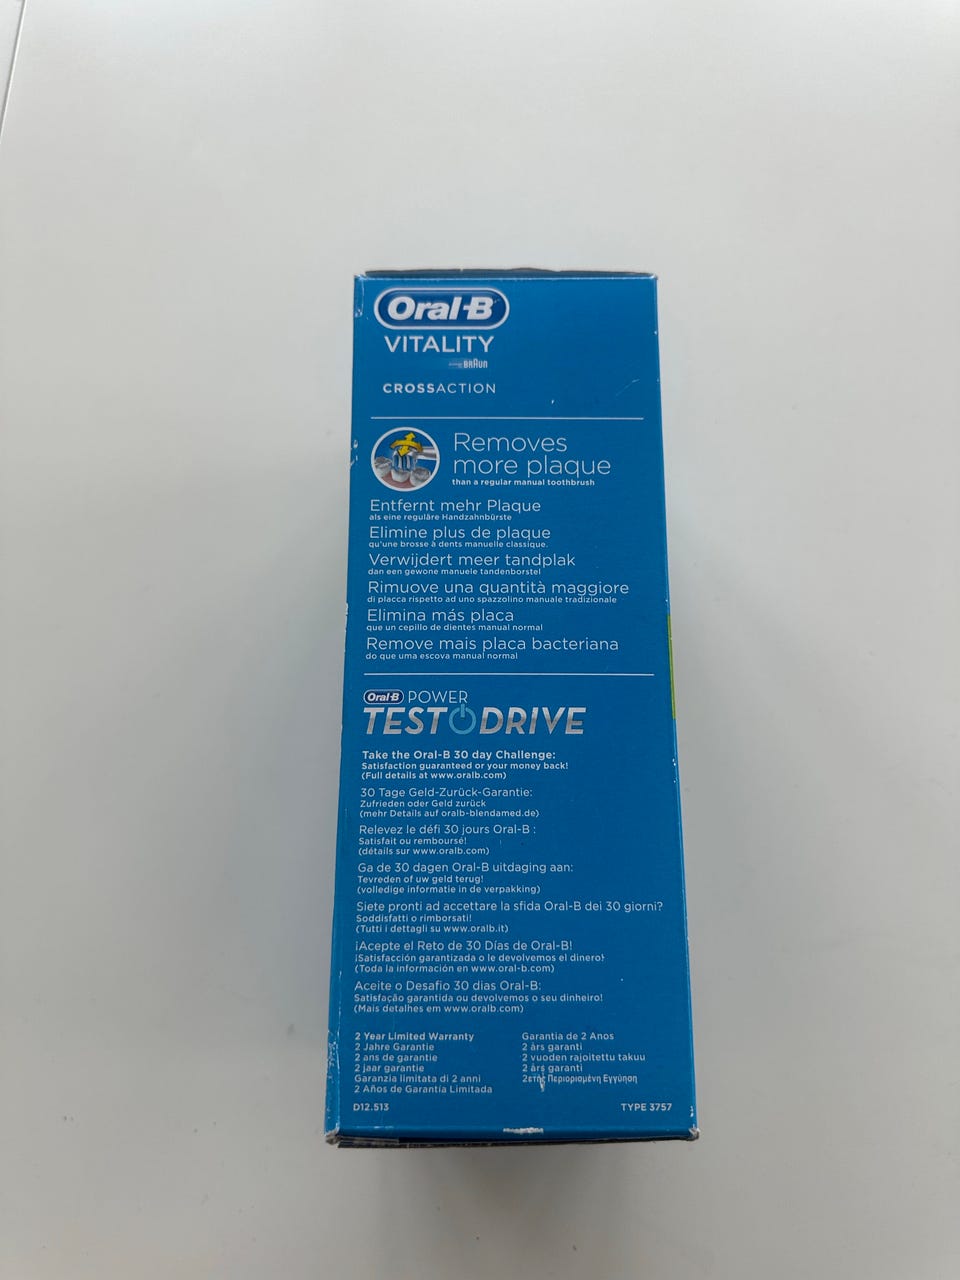 Oral-B
VITALITY
BRAUN
CROSSACTION
Removes
more plaque
than a regular manual toothbrush
Entfernt mehr Plaque
als eine reguläre Handzahnbürste
Elimine plus de plaque
qu'une brosse à dents manuelle classique.
Verwijdert meer tandplak
dan een gewone manuele tandenborstel
Rimuove una quantità maggiore
di placca rispetto ad uno spazzolino manuale tradizionale
Elimina más placa
que un cepillo de dientes manual normal
Remove mais placa bacteriana
do que uma escova manual normal
Oral-B POWER
TEST DRIVE
Take the Oral-B 30 day Challenge:
Satisfaction guaranteed or your money back!
(Full details at www.oralb.com)
30 Tage Geld-Zurück-Garantie:
Zufrieden oder Geld zurück
(mehr Details auf oralb-blendamed.de)
Relevez le défi 30 jours Oral-B :
Satisfait ou remboursé!
(détails sur www.oralb.com)
Ga de 30 dagen Oral-B uitdaging aan:
Tevreden of uw geld terug!
(volledige informatie in de verpakking)
Siete pronti ad accettare la sfida Oral-B dei 30 giorni?
Soddisfatti o rimborsati!
(Tutti i dettagli su www.oralb.it)
¡Acepte el Reto de 30 Días de Oral-B!
¡Satisfacción garantizada o le devolvemos el dinero!
(Toda la información en www.oral-b.com)
Aceite o Desafio 30 dias Oral-B:
Satisfação garantida ou devolvemos o seu dinheiro!
(Mais detalhes em www.oralb.com)
2 Year Limited Warranty
2 Jahre Garantie
2 ans de garantie
2 jaar garantie
Garanzia limitata di 2 anni
2 Años de Garantía Limitada
Garantia de 2 Anos
2 års garanti
2 vuoden rajoitettu takuu
2 års garanti
2ετής Περιορισμένη Εγγύηση
D12.513
TYPE 3757